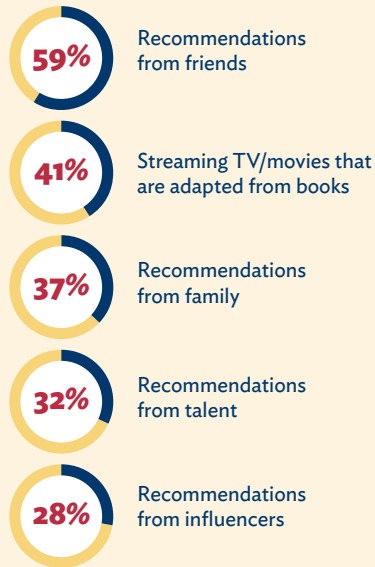 59%
Recommendations
from friends
41%
Streaming TV/movies that
are adapted from books
37%
Recommendations
from family
32%
Recommendations
from talent
28%
Recommendations
from influencers